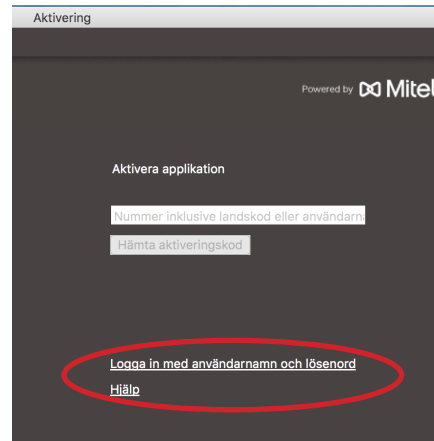 Aktivering
Powered by Mitel
Aktivera applikation
Nummer inklusive landskod eller användarna
Hämta aktiveringskod
Logga in med användarnamn och lösenord
Hjälp